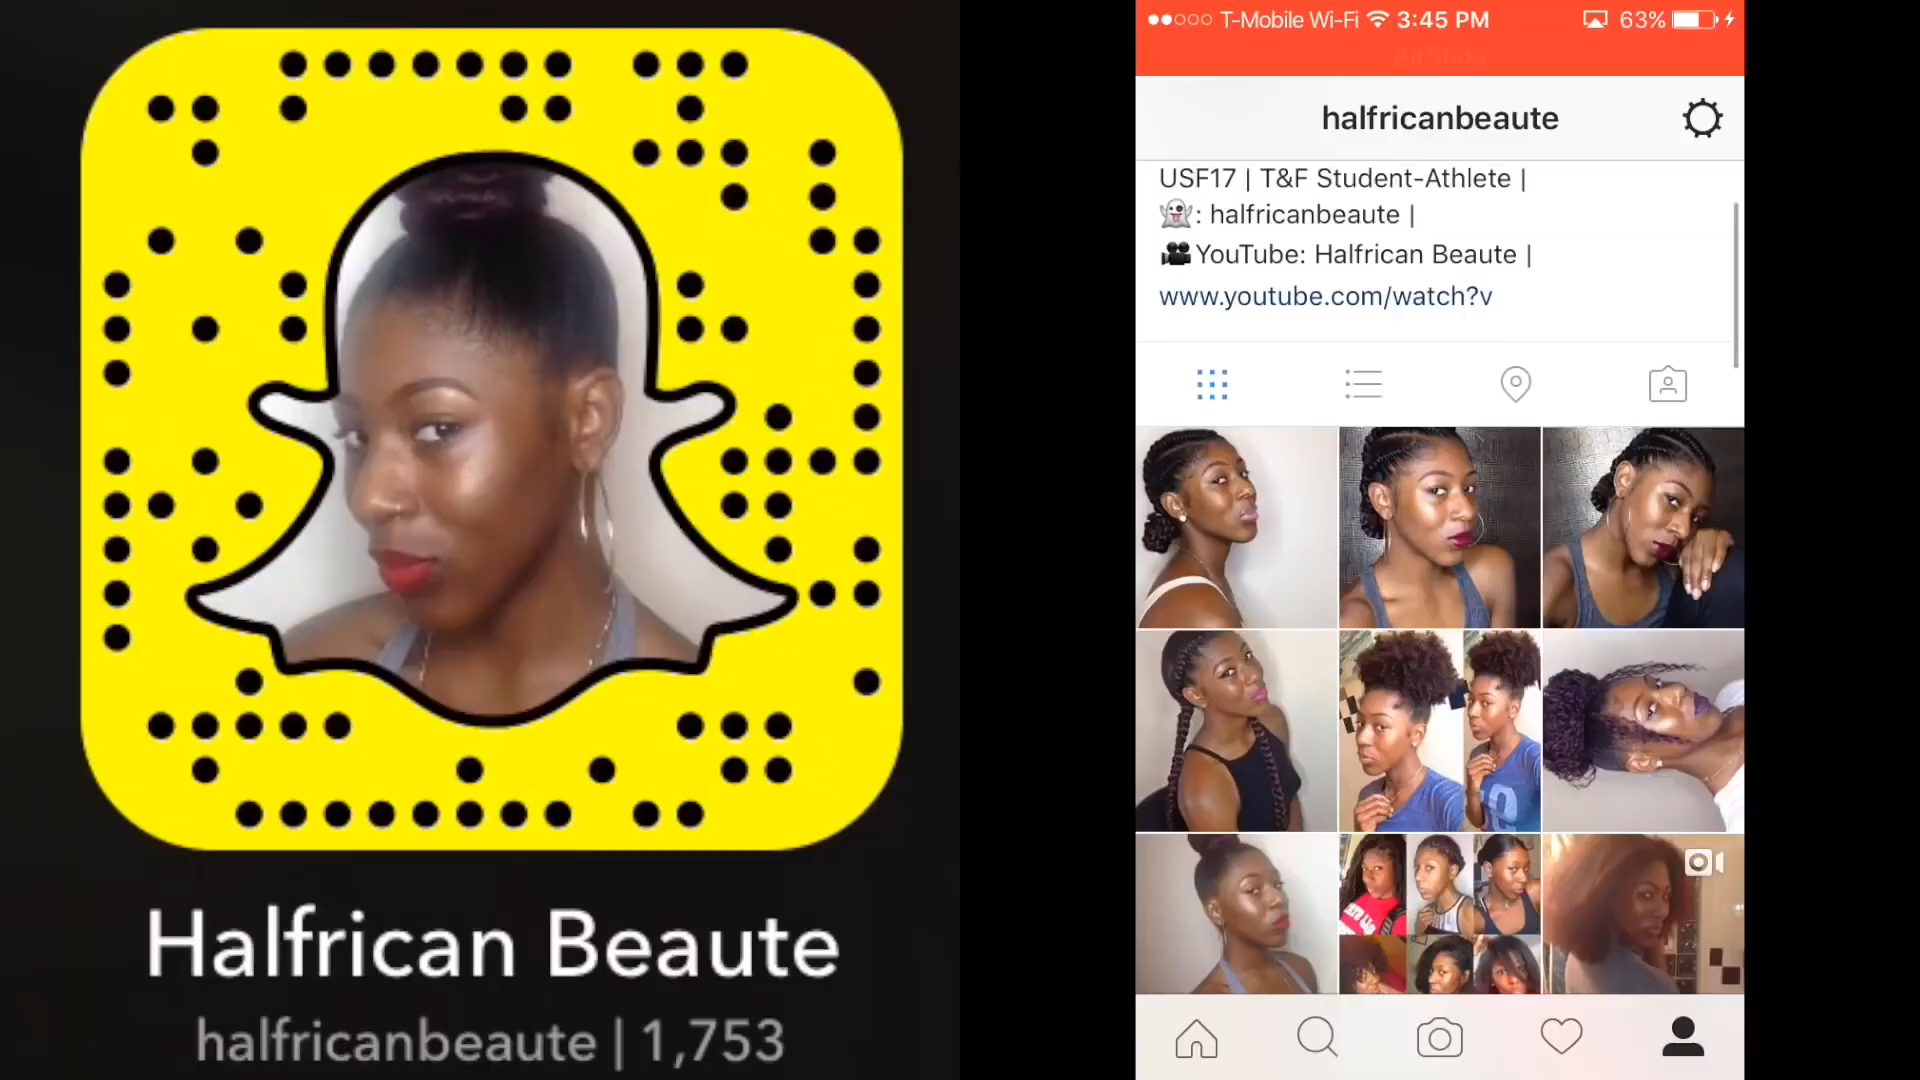 Halfrican Beaute
halfricanbeaute | 1,753
T-Mobile Wi-Fi 3:45 PM 63%
AirShou
halfricanbeaute
USF17 | T&F Student-Athlete |
👻: halfricanbeaute |
🎥YouTube: Halfrican Beaute |
www.youtube.com/watch?v